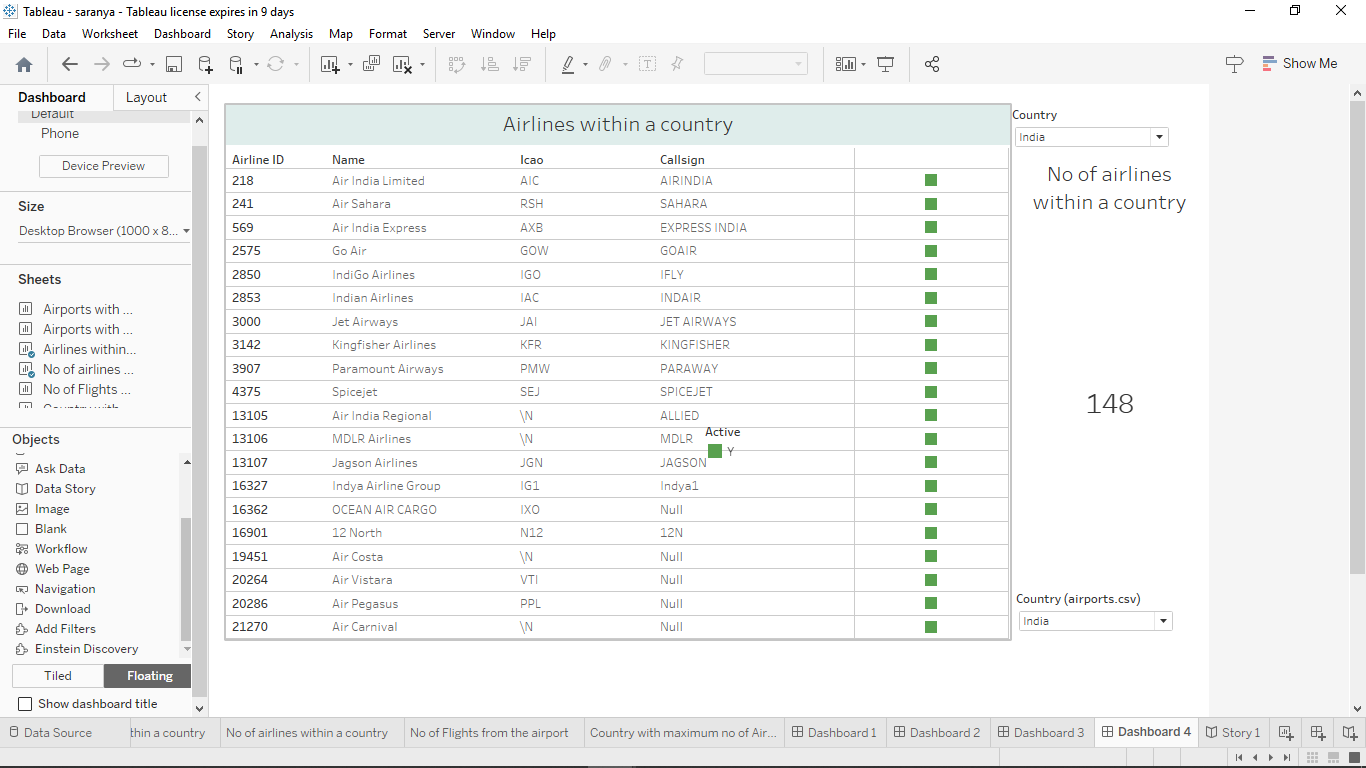 Tableau - saranya - Tableau license expires in 9 days
File Data Worksheet Dashboard Story Analysis Map Format Server Window Help
Show Me
Dashboard Layout
Default
Phone
Device Preview
Size
Desktop Browser (1000 x 8...
Sheets
Airports with ...
Airports with ...
Airlines within...
No of airlines ...
No of Flights ...
Country with
Objects
Ask Data
Data Story
Image
Blank
Workflow
Web Page
Navigation
Download
Add Filters
Einstein Discovery
Tiled Floating
Show dashboard title
Airlines within a country
Airline ID Name Icao Callsign
218 Air India Limited AIC AIRINDIA
241 Air Sahara RSH SAHARA
569 Air India Express AXB EXPRESS INDIA
2575 Go Air GOW GOAIR
2850 IndiGo Airlines IGO IFLY
2853 Indian Airlines IAC INDAIR
3000 Jet Airways JAI JET AIRWAYS
3142 Kingfisher Airlines KFR KINGFISHER
3907 Paramount Airways PMW PARAWAY
4375 Spicejet SEJ SPICEJET
13105 Air India Regional \N ALLIED
13106 MDLR Airlines \N MDLR
13107 Jagson Airlines JGN JAGSON
16327 Indya Airline Group IG1 Indya1
16362 OCEAN AIR CARGO IXO Null
16901 12 North N12 12N
19451 Air Costa \N Null
20264 Air Vistara VTI Null
20286 Air Pegasus PPL Null
21270 Air Carnival \N Null
Active
Y
Country
India
No of airlines
within a country
148
Country (airports.csv)
India
Data Source thin a country No of airlines within a country No of Flights from the airport Country with maximum no of Air... Dashboard 1 Dashboard 2 Dashboard 3 Dashboard 4 Story 1